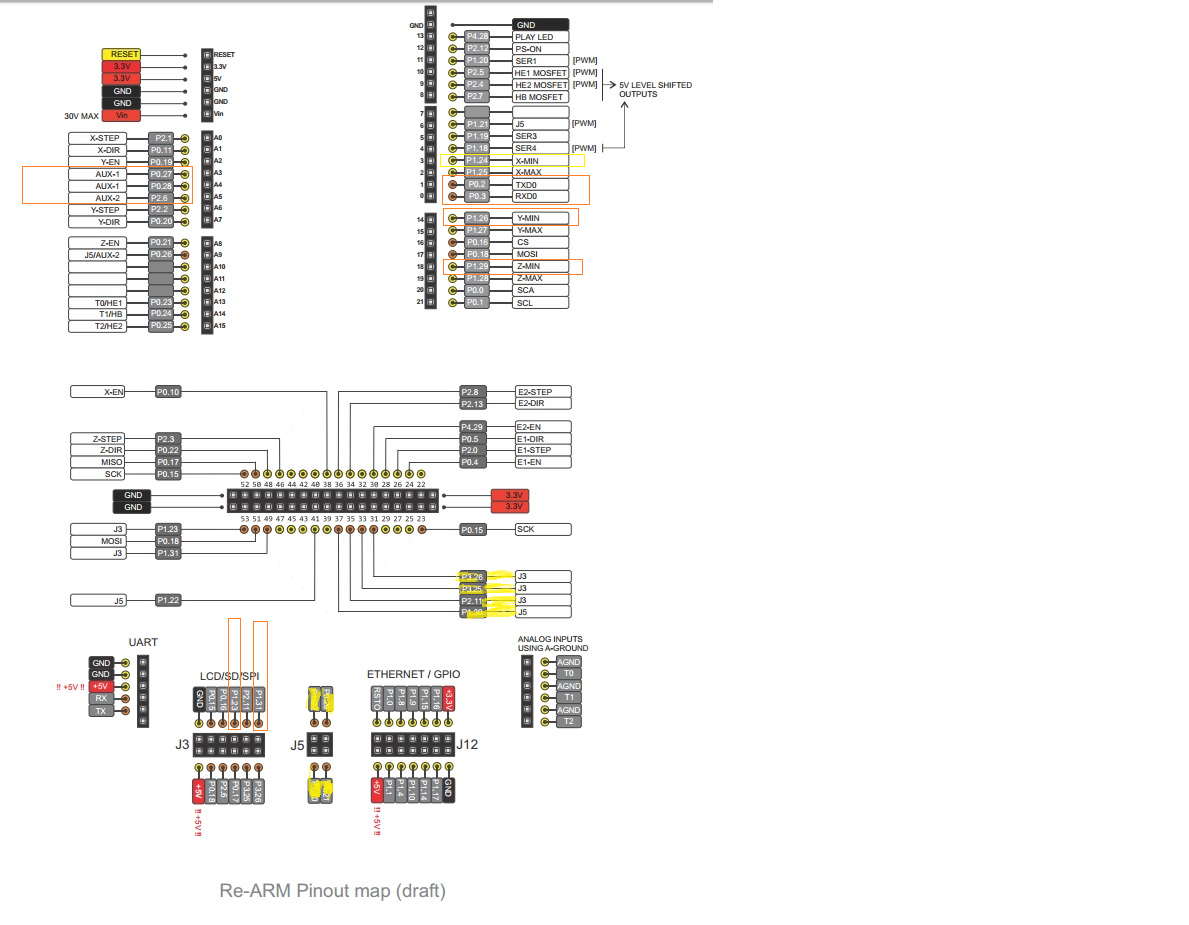 RESET RESET
3.3V 3.3V
3.3V 5V
GND GND
GND GND
30V MAX Vin Vin
X-STEP P2.1 A0
X-DIR P0.11 A1
Y-EN P0.19 A2
AUX-1 P0.27 A3
AUX-1 P0.28 A4
AUX-2 P2.6 A5
Y-STEP P2.2 A6
Y-DIR P0.20 A7
Z-EN P0.21 A8
J5/AUX-2 P0.26 A9
A10
A11
A12
T0/HE1 P0.23 A13
T1/HB P0.24 A14
T2/HE2 P0.25 A15
GND GND
13 P4.28 PLAY LED
12 P2.12 PS-ON
11 P1.20 SER1 [PWM]
10 P2.5 HE1 MOSFET [PWM]
9 P2.4 HE2 MOSFET [PWM]
8 P2.7 HB MOSFET
5V LEVEL SHIFTED
OUTPUTS
7
6 P1.21 J5 [PWM]
5 P1.19 SER3
4 P1.18 SER4 [PWM]
3 P1.24 X-MIN
2 P1.25 X-MAX
1 P0.2 TXD0
0 P0.3 RXD0
14 P1.26 Y-MIN
15 P1.27 Y-MAX
16 P0.16 CS
17 P0.18 MOSI
18 P1.29 Z-MIN
19 P1.28 Z-MAX
20 P0.0 SCA
21 P0.1 SCL
X-EN P0.10
P2.8 E2-STEP
P2.13 E2-DIR
P4.29 E2-EN
Z-STEP P2.3
P0.5 E1-DIR
Z-DIR P0.22
P2.0 E1-STEP
MISO P0.17
P0.4 E1-EN
SCK P0.15
52 50 48 46 44 42 40 38 36 34 32 30 28 26 24 22
GND 3.3V
GND 3.3V
53 51 49 47 45 43 41 39 37 35 33 31 29 27 25 23
J3 P1.23
P0.15 SCK
MOSI P0.18
J3 P1.31
P3.26 J3
P3.25 J3
J5 P1.22
P2.11 J3
J5
UART
GND
GND
!! +5V !! +5V
RX
TX
LCD/SD/SPI
GND P0.15 P0.16 P1.23 P2.11 P1.31
J3
+5V P0.18 P2.6 P0.17 P3.25 P3.26
!! +5V !!
J5
ETHERNET / GPIO
RSTO P1.0 P1.8 P1.9 P1.15 P1.16 +3.3V
J12
+5V P1.1 P1.4 P1.10 P1.14 P1.17 GND
!! +5V !!
ANALOG INPUTS
USING A-GROUND
AGND
T0
AGND
T1
AGND
T2
Re-ARM Pinout map (draft)